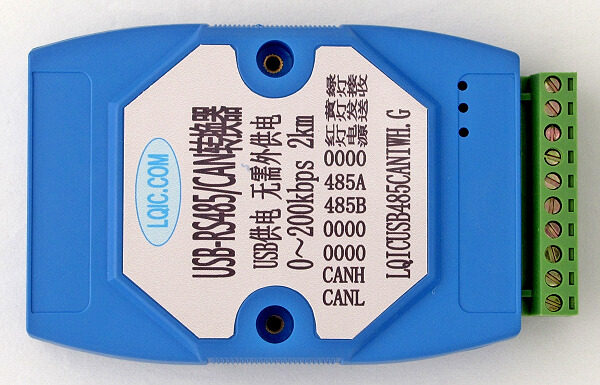 LQIC.COM
USB-RS485/CAN转换器
USB供电 无需外供电
0～200kbps 2km
红灯电源
黄灯发送
绿灯接收
0000
485A
485B
0000
0000
CANH
CANL
LQICUSB485CANIWH.G